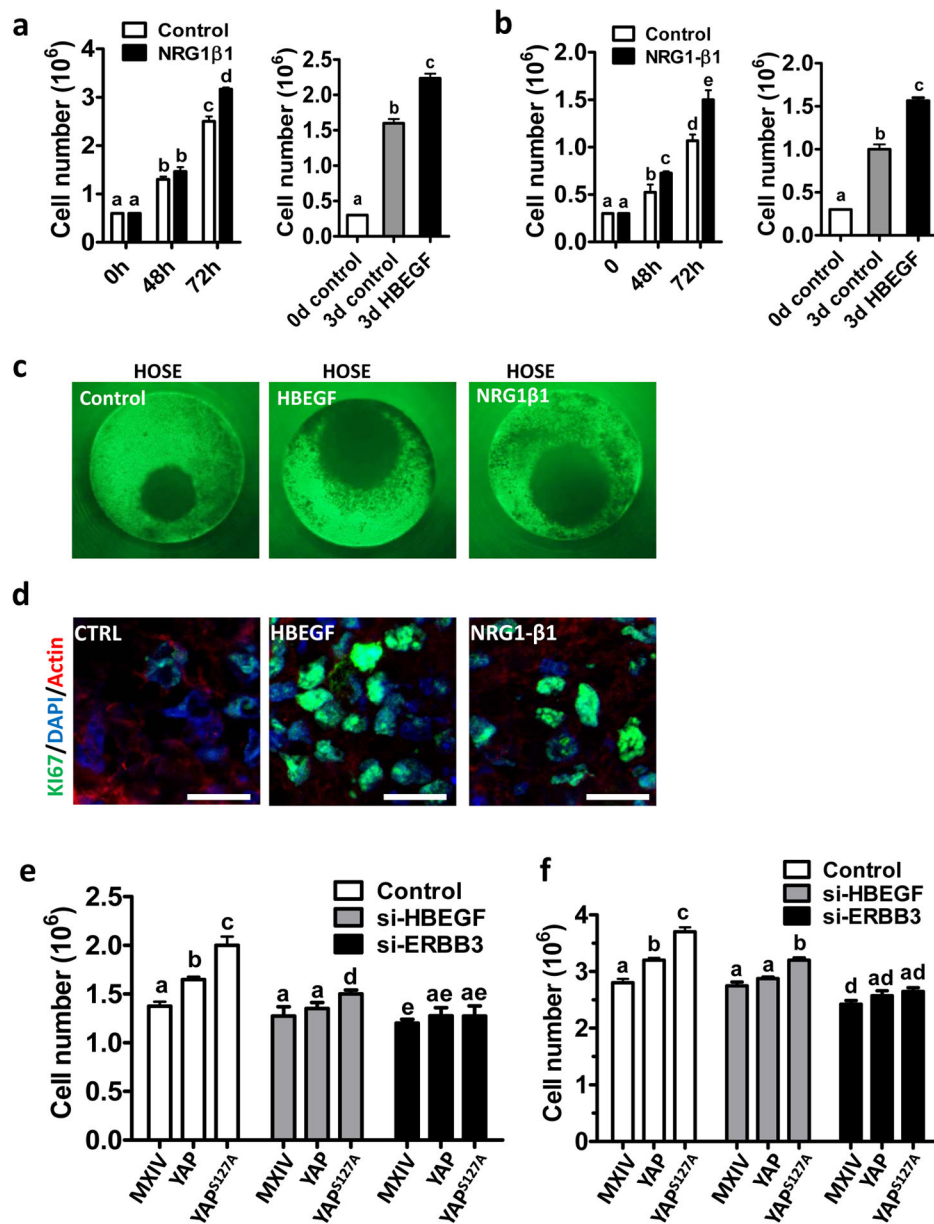 a
Control
NRG1β1
Cell number (10⁶)
4
3
2
1
a a b b c d
0h 48h 72h
Cell number (10⁶)
2.5
2.0
1.5
1.0
0.5
0.0
a b c
0d control 3d control 3d HBEGF
b
Control
NRG1-β1
Cell number (10⁶)
2.0
1.5
1.0
0.5
0.0
a a b c d e
0 48h 72h
Cell number (10⁶)
2.0
1.5
1.0
0.5
0.0
a b c
0d control 3d control 3d HBEGF
c
HOSE HOSE HOSE
Control HBEGF NRG1β1
d
KI67/DAPI/Actin
CTRL HBEGF NRG1-β1
e
Control
si-HBEGF
si-ERBB3
Cell number (10⁶)
2.5
2.0
1.5
1.0
0.5
0.0
a b c a a d e ae ae
MXIV YAP YAPS127A MXIV YAP YAPS127A MXIV YAP YAPS127A
f
Control
si-HBEGF
si-ERBB3
Cell number (10⁶)
4
3
2
1
a b c a a b d ad ad
MXIV YAP YAPS127A MXIV YAP YAPS127A MXIV YAP YAPS127A